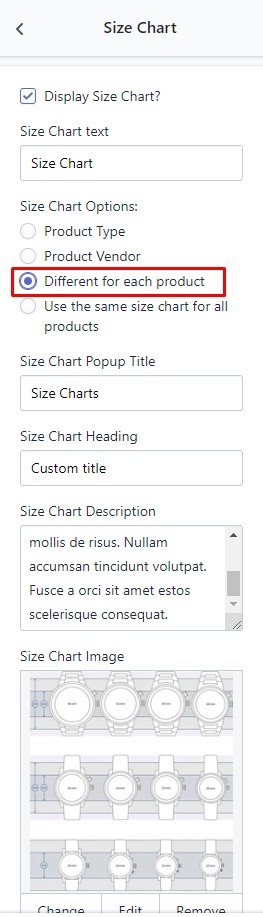 Size Chart
Display Size Chart?
Size Chart text
Size Chart
Size Chart Options:
Product Type
Product Vendor
Different for each product
Use the same size chart for all
products
Size Chart Popup Title
Size Charts
Size Chart Heading
Custom title
Size Chart Description
mollis de risus. Nullam
accumsan tincidunt volutpat.
Fusce a orci sit amet estos
scelerisque consequat.
Size Chart Image
Change Edit Remove